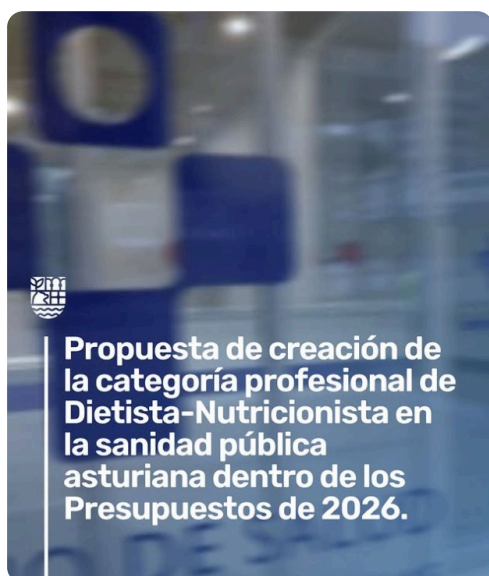 Propuesta de creación de
la categoría profesional de
Dietista-Nutricionista en
la sanidad pública
asturiana dentro de los
Presupuestos de 2026.